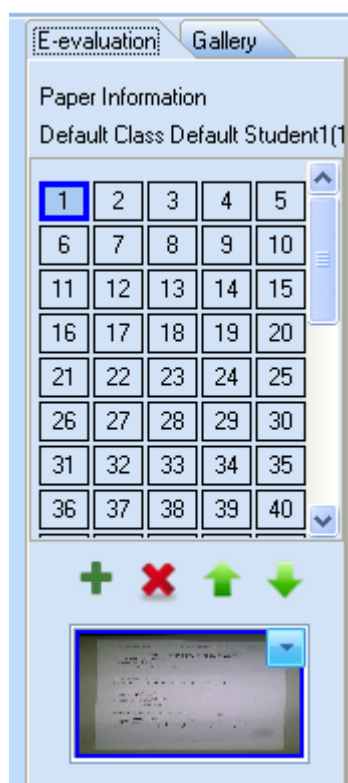 E-evaluation Gallery
Paper Information
Default Class Default Student1(1
1 2 3 4 5
6 7 8 9 10
11 12 13 14 15
16 17 18 19 20
21 22 23 24 25
26 27 28 29 30
31 32 33 34 35
36 37 38 39 40